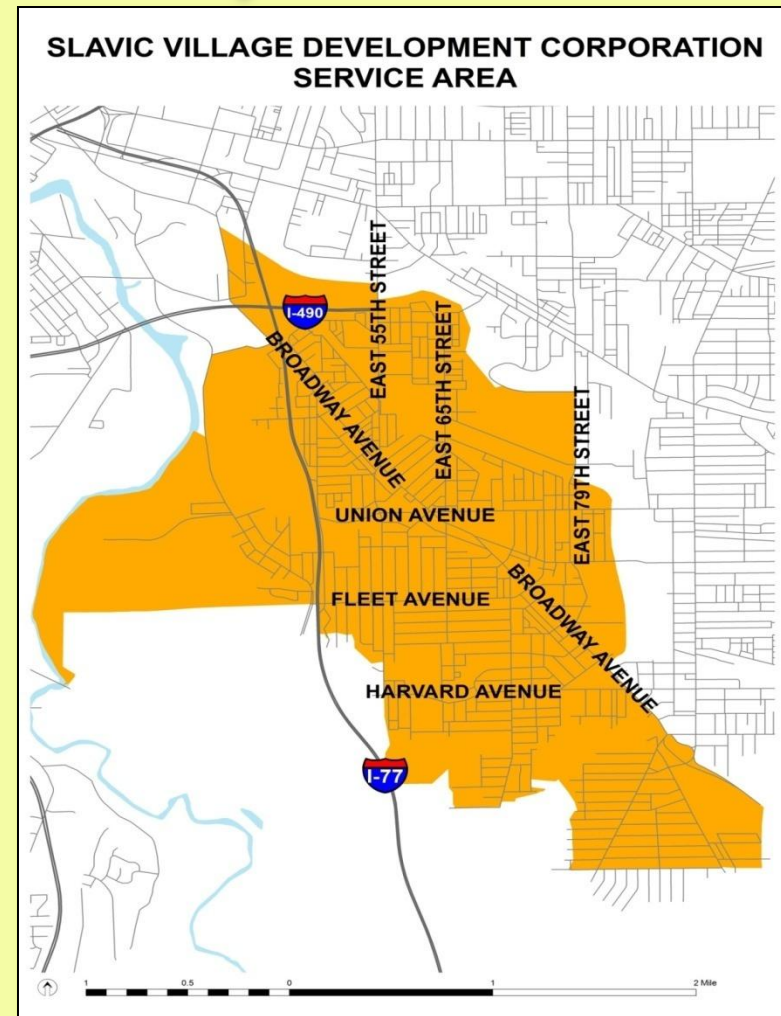 SLAVIC VILLAGE DEVELOPMENT CORPORATION
SERVICE AREA
I-490
EAST 55TH STREET
BROADWAY AVENUE
EAST 65TH STREET
EAST 79TH STREET
UNION AVENUE
FLEET AVENUE
BROADWAY AVENUE
HARVARD AVENUE
I-77
1 0.5 0 1 2 Mile